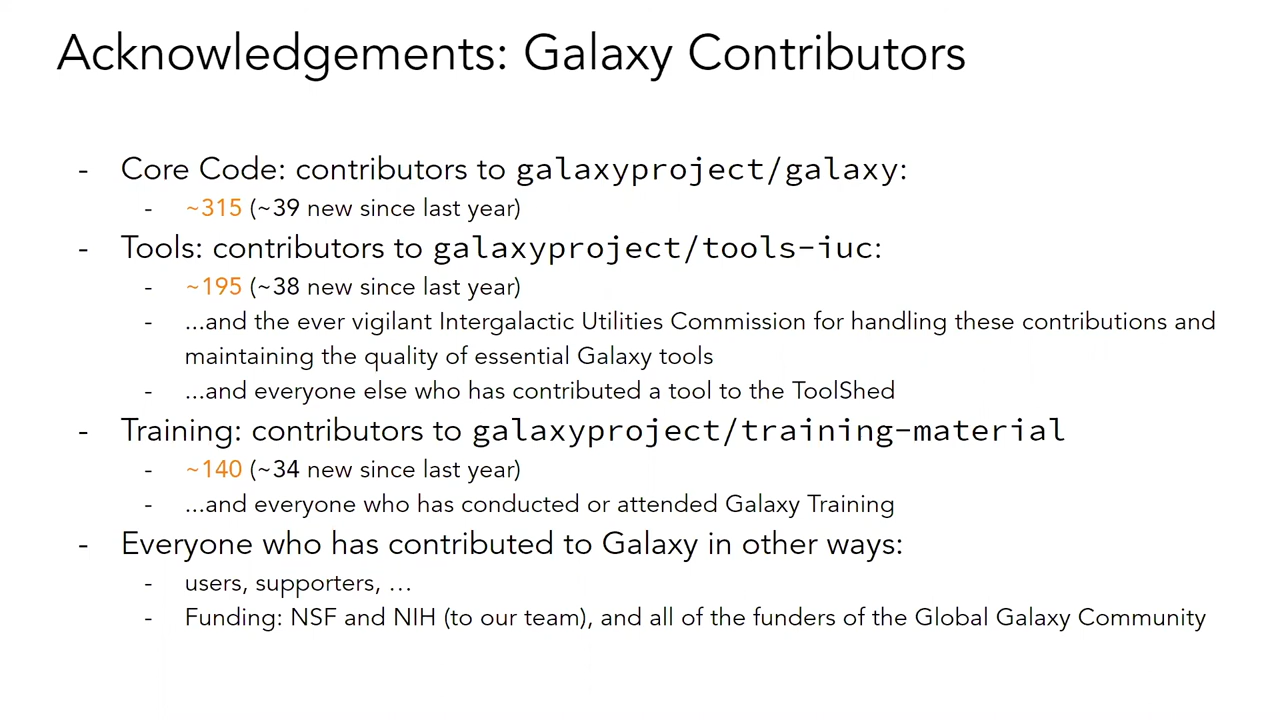 Acknowledgements: Galaxy Contributors
- Core Code: contributors to galaxyproject/galaxy:
- ~315 (~39 new since last year)
- Tools: contributors to galaxyproject/tools-iuc:
- ~195 (~38 new since last year)
- ...and the ever vigilant Intergalactic Utilities Commission for handling these contributions and
maintaining the quality of essential Galaxy tools
- ...and everyone else who has contributed a tool to the ToolShed
- Training: contributors to galaxyproject/training-material
- ~140 (~34 new since last year)
- ...and everyone who has conducted or attended Galaxy Training
- Everyone who has contributed to Galaxy in other ways:
- users, supporters, …
- Funding: NSF and NIH (to our team), and all of the funders of the Global Galaxy Community